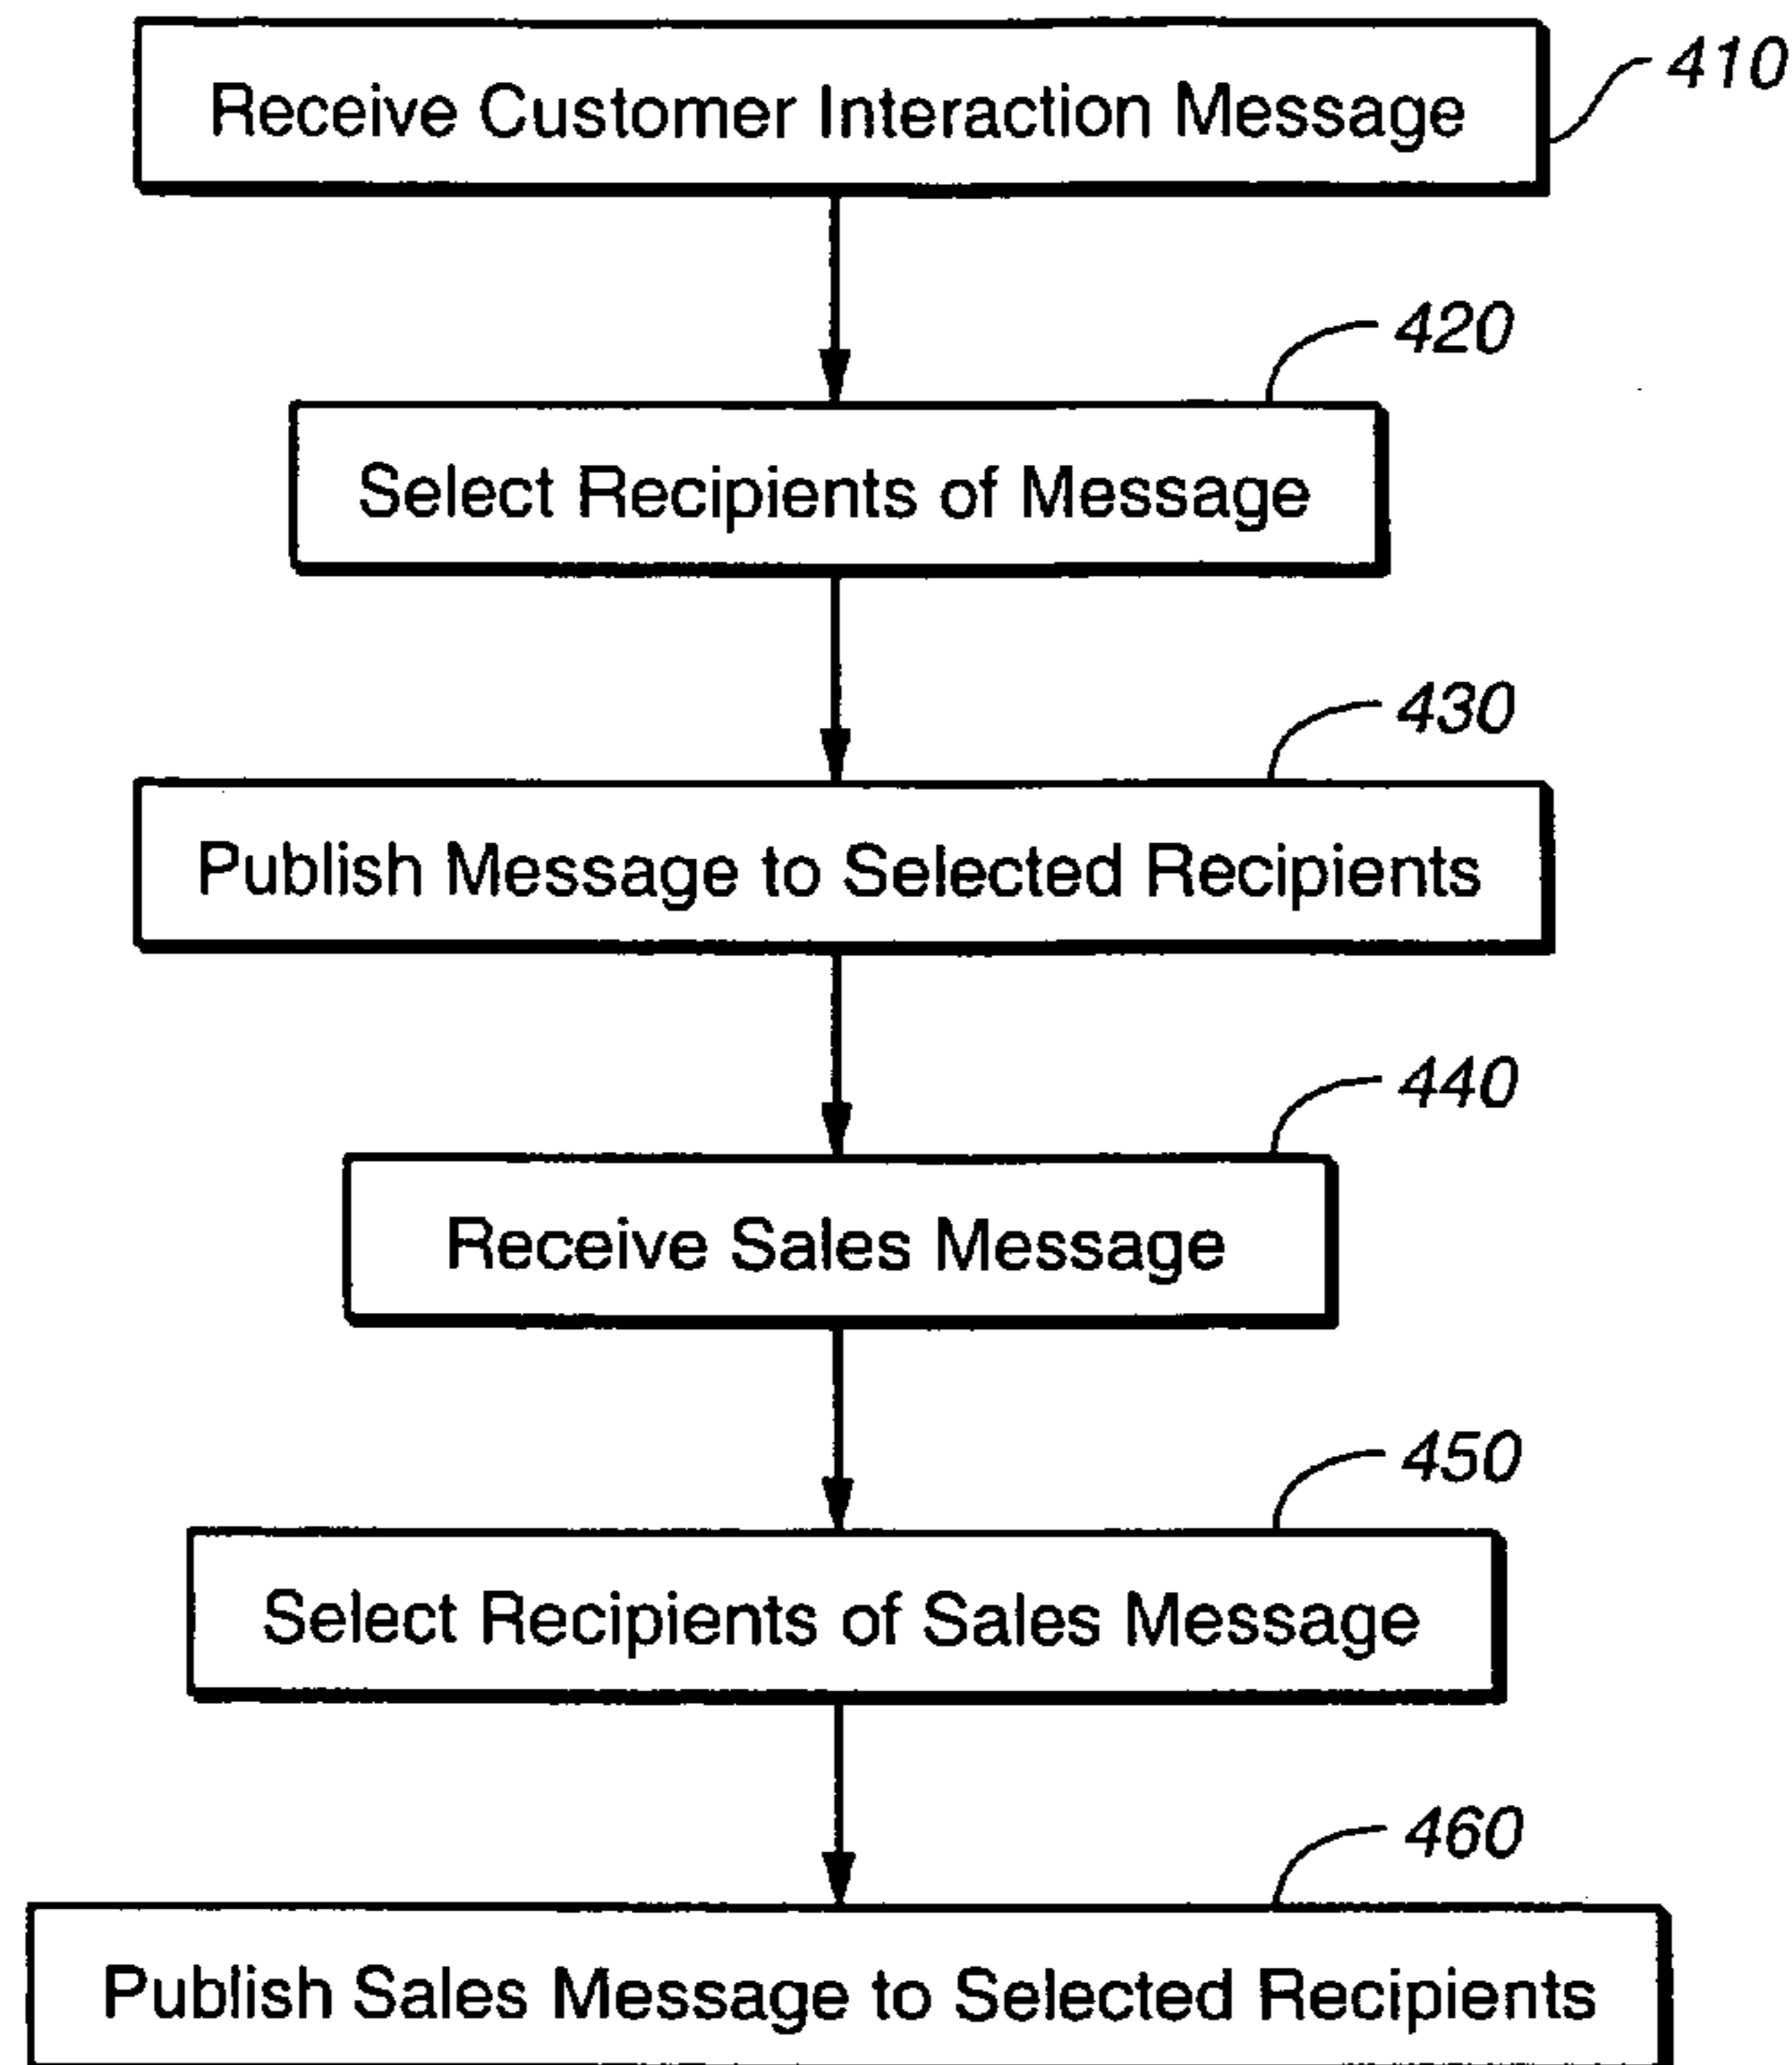 Receive Customer Interaction Message
410
420
Select Recipients of Message
430
Publish Message to Selected Recipients
440
Receive Sales Message
450
Select Recipients of Sales Message
460
Publish Sales Message to Selected Recipients